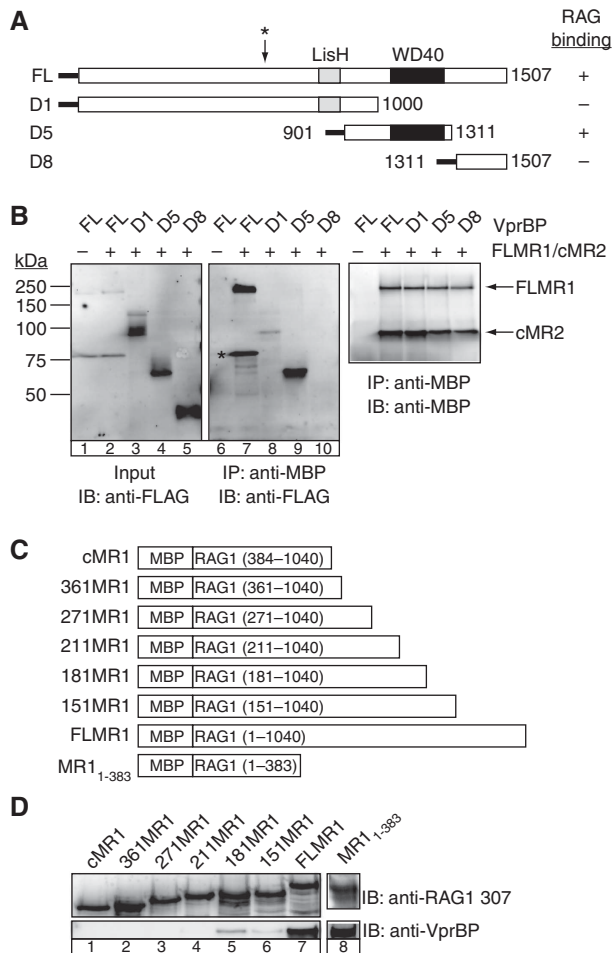 A
RAG
binding
*
LisH WD40
FL 1507 +
D1 1000 –
D5 901 1311 +
D8 1311 1507 –
B
FL FL D1 D5 D8 FL FL D1 D5 D8 FL FL D1 D5 D8 VprBP
– + + + + – + + + + – + + + + FLMR1/cMR2
kDa
250
150
100
75
50
*
FLMR1
cMR2
IP: anti-MBP
IB: anti-MBP
1 2 3 4 5 6 7 8 9 10
Input IP: anti-MBP
IB: anti-FLAG IB: anti-FLAG
C
cMR1 MBP RAG1 (384–1040)
361MR1 MBP RAG1 (361–1040)
271MR1 MBP RAG1 (271–1040)
211MR1 MBP RAG1 (211–1040)
181MR1 MBP RAG1 (181–1040)
151MR1 MBP RAG1 (151–1040)
FLMR1 MBP RAG1 (1–1040)
MR1 1-383 MBP RAG1 (1–383)
D
cMR1 361MR1 271MR1 211MR1 181MR1 151MR1 FLMR1 MR1 1-383
IB: anti-RAG1 307
IB: anti-VprBP
1 2 3 4 5 6 7 8